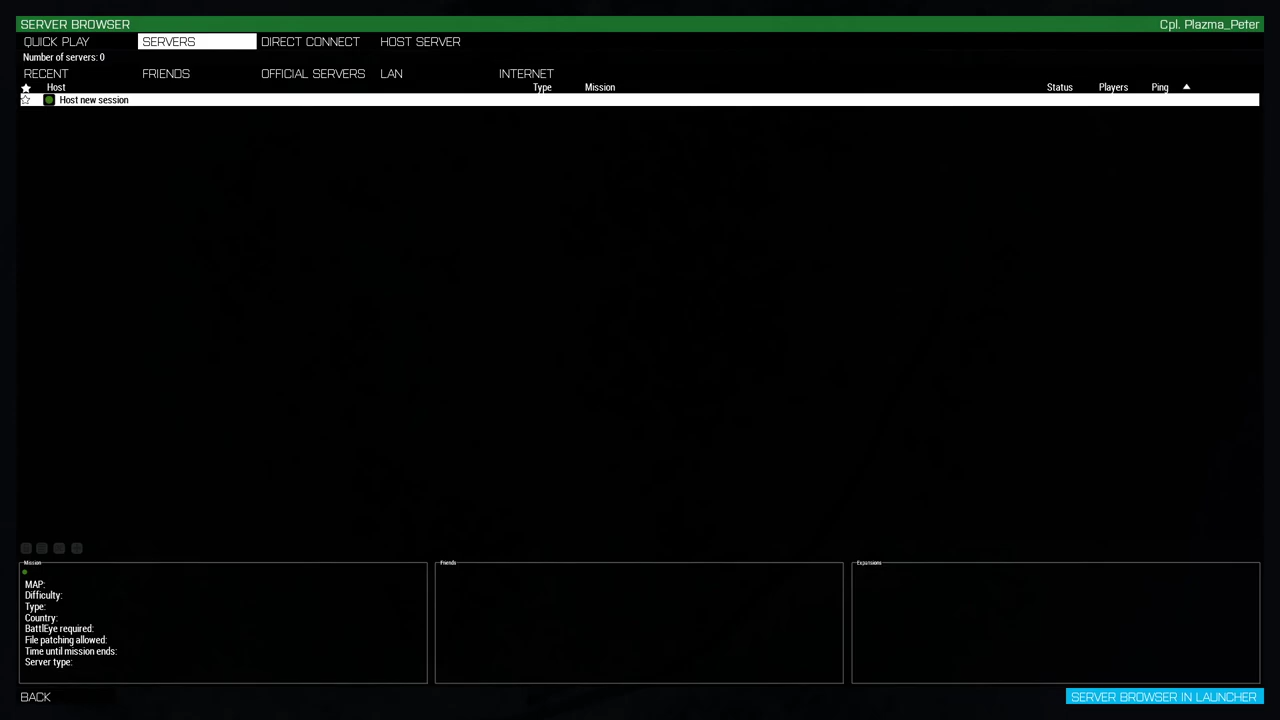 SERVER BROWSER Cpl. Plazma_Peter
QUICK PLAY SERVERS DIRECT CONNECT HOST SERVER
Number of servers: 0
RECENT FRIENDS OFFICIAL SERVERS LAN INTERNET
Host Type Mission Status Players Ping
Host new session
Mission Friends Expansions
MAP:
Difficulty:
Type:
Country:
BattlEye required:
File patching allowed:
Time until mission ends:
Server type:
BACK SERVER BROWSER IN LAUNCHER